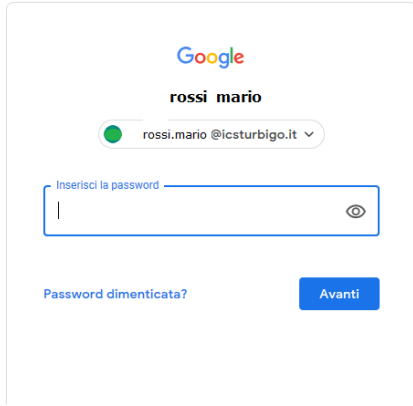 Google
rossi mario
rossi.mario @icsturbigo.it
Inserisci la password
Password dimenticata?
Avanti